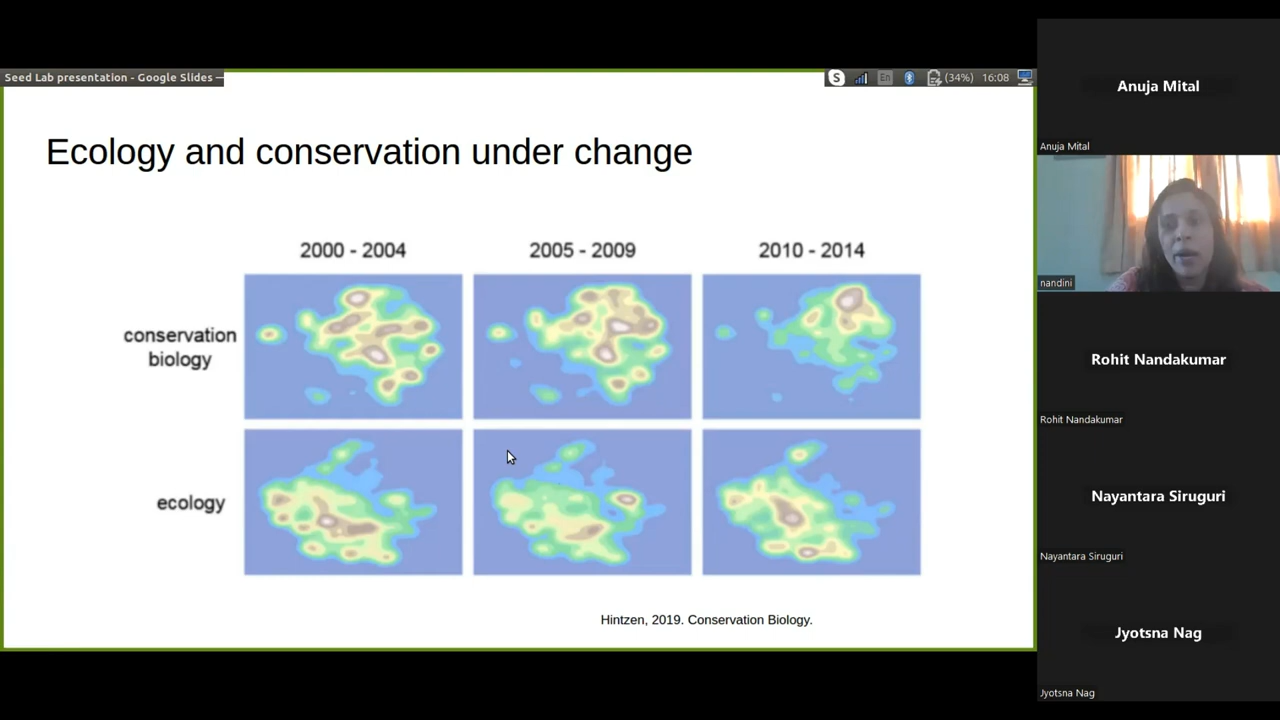 Seed Lab presentation - Google Slides —
S
En
(34%)
16:08
Ecology and conservation under change
2000 - 2004
2005 - 2009
2010 - 2014
conservation
biology
ecology
Hintzen, 2019. Conservation Biology.
Anuja Mital
Anuja Mital
nandini
Rohit Nandakumar
Rohit Nandakumar
Nayantara Siruguri
Nayantara Siruguri
Jyotsna Nag
Jyotsna Nag